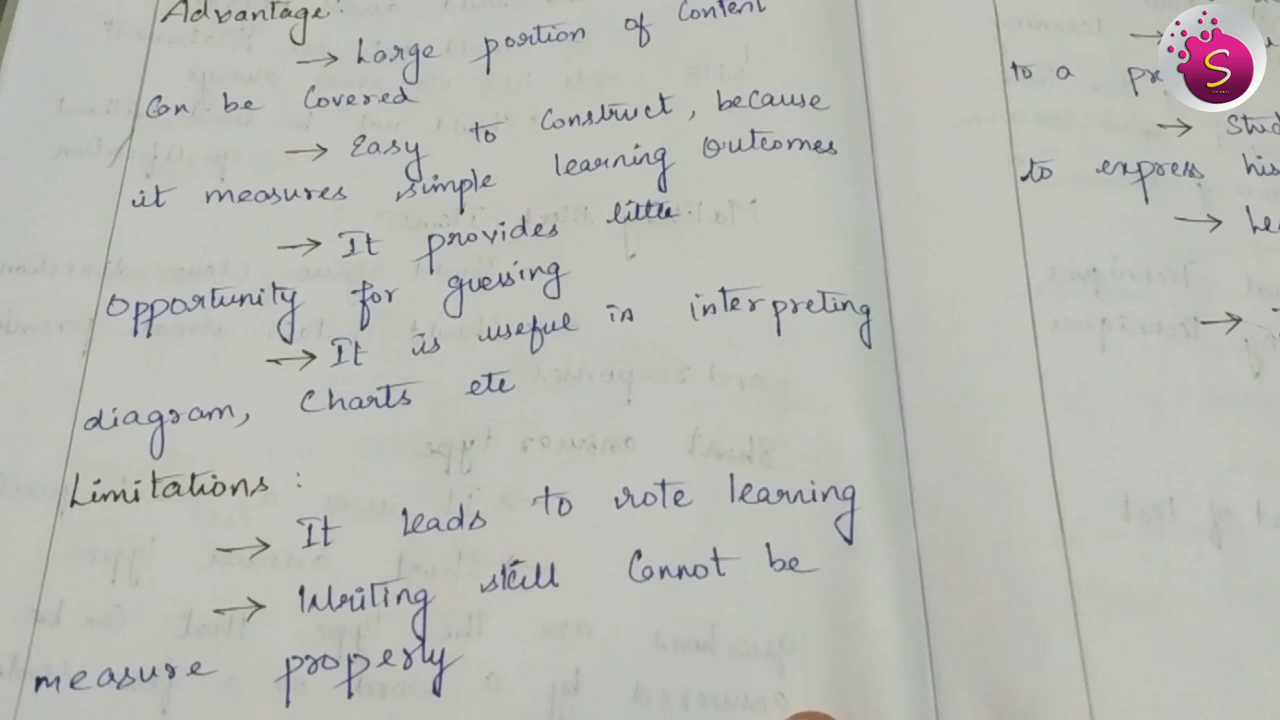 Advantage:
→ Large portion of Content
Can be Covered
→ Easy to Construct, because
it measures simple learning Outcomes
→ It provides little
Opportunity for guessing
→ It is useful in interpreting
diagram, Charts etc
Limitations :
→ It leads to rote learning
→ Writing skill Cannot be
measure properly
→
to a
→
to express his
→
→
S